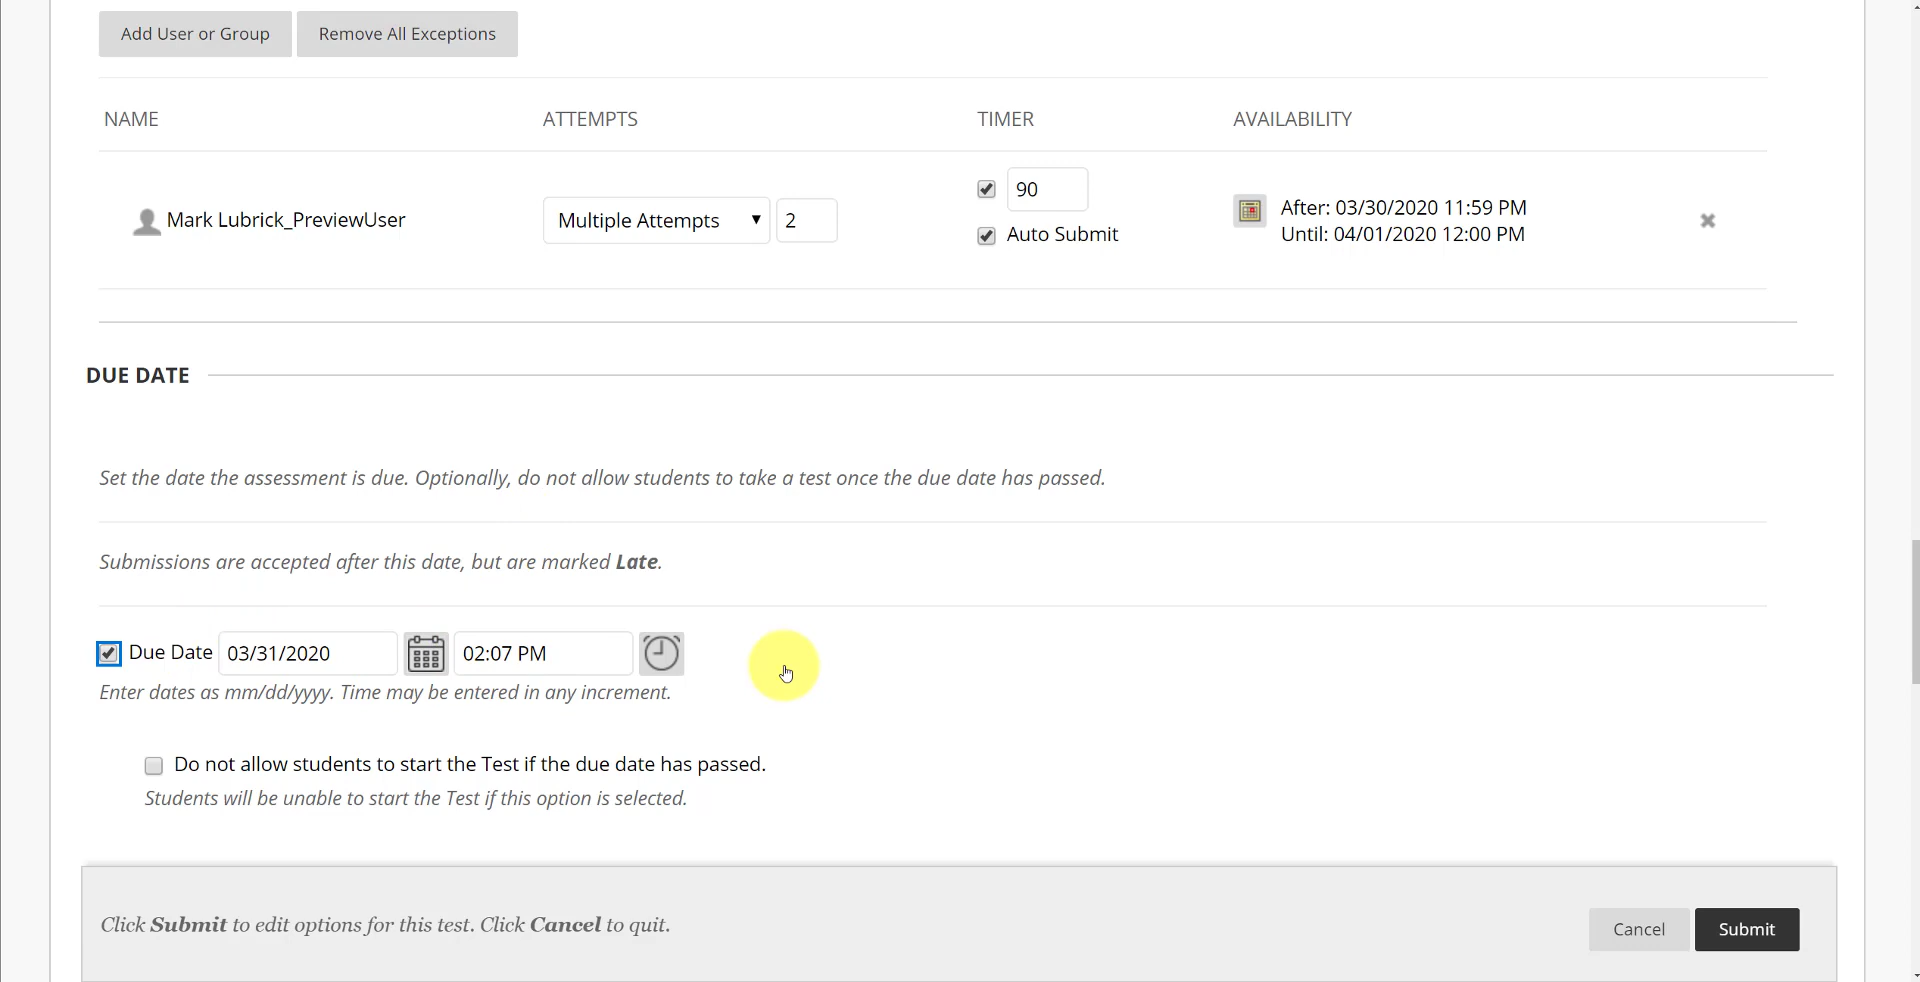 Add User or Group
Remove All Exceptions
NAME
ATTEMPTS
TIMER
AVAILABILITY
Mark Lubrick_PreviewUser
Multiple Attempts
2
90
Auto Submit
After: 03/30/2020 11:59 PM
Until: 04/01/2020 12:00 PM
DUE DATE
Set the date the assessment is due. Optionally, do not allow students to take a test once the due date has passed.
Submissions are accepted after this date, but are marked Late.
Due Date
03/31/2020
02:07 PM
Enter dates as mm/dd/yyyy. Time may be entered in any increment.
Do not allow students to start the Test if the due date has passed.
Students will be unable to start the Test if this option is selected.
Click Submit to edit options for this test. Click Cancel to quit.
Cancel
Submit